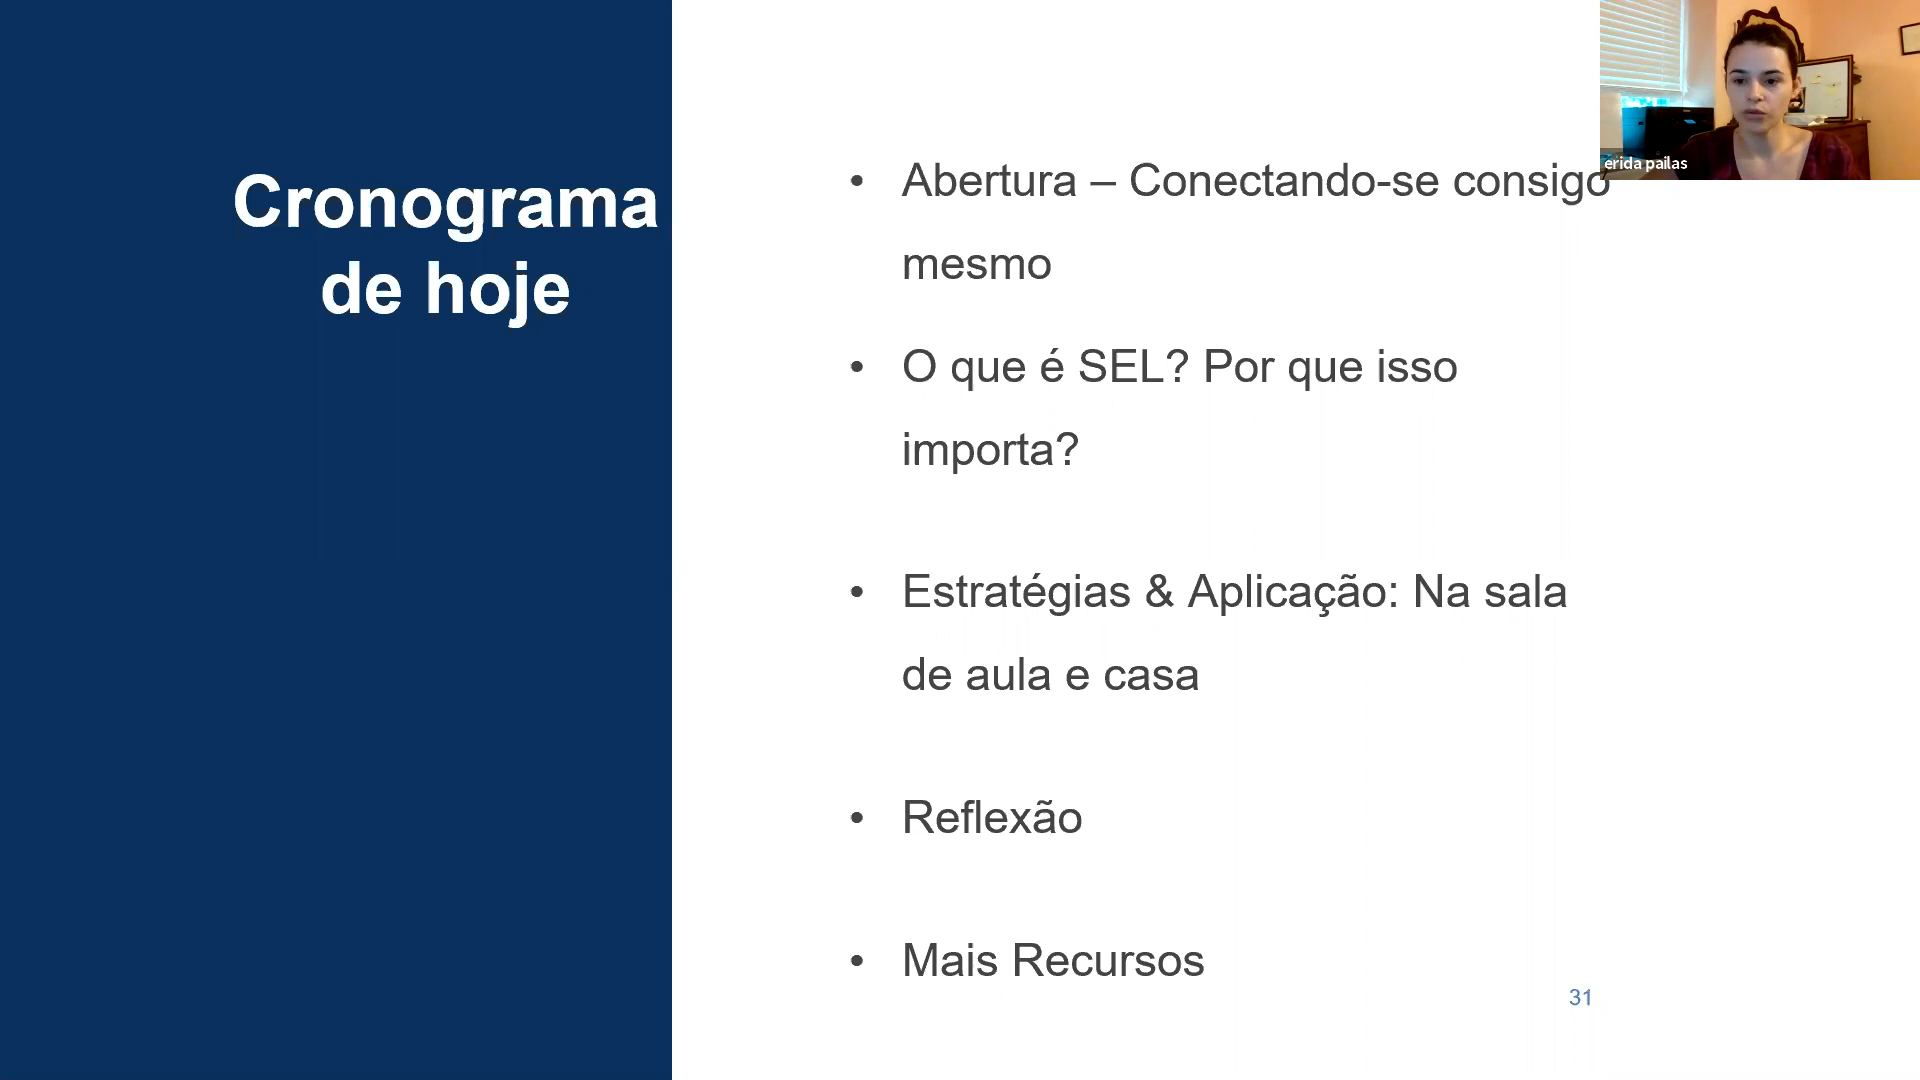 Cronograma
de hoje
• Abertura – Conectando-se consigo
mesmo
• O que é SEL? Por que isso
importa?
• Estratégias & Aplicação: Na sala
de aula e casa
• Reflexão
• Mais Recursos
31
erida pailas